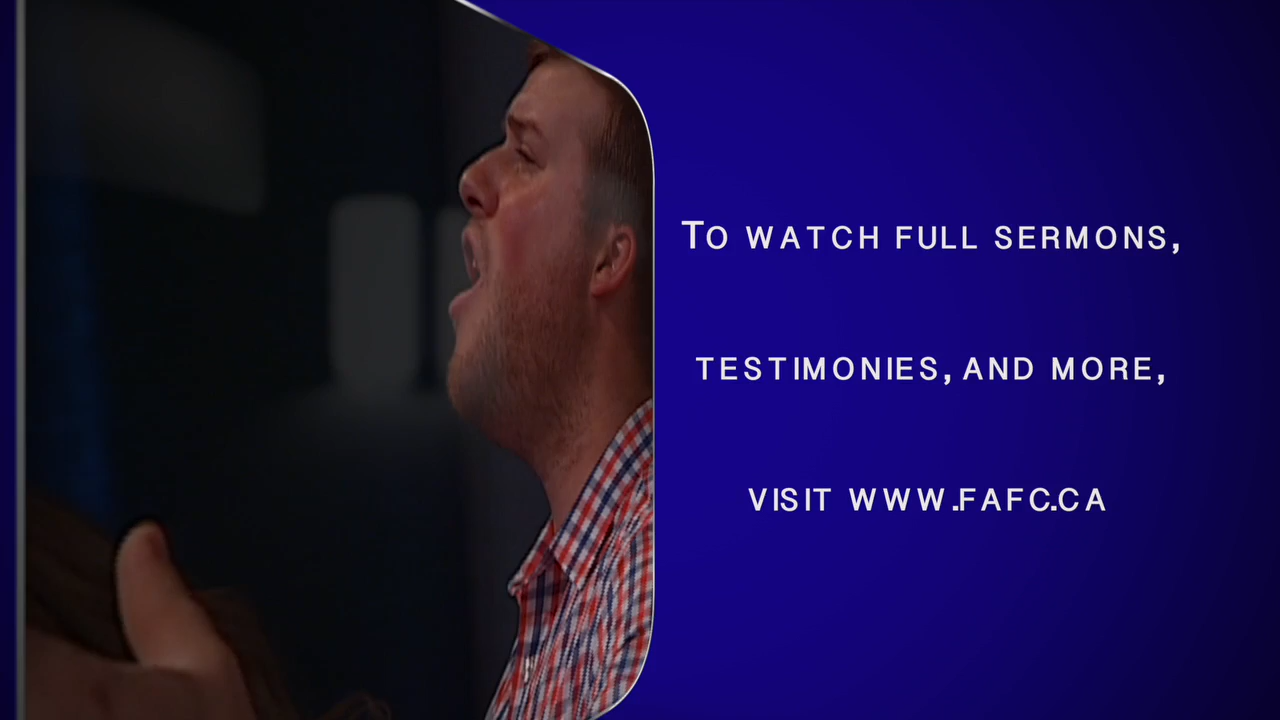 To watch full sermons,
testimonies, and more,
visit www.fafc.ca